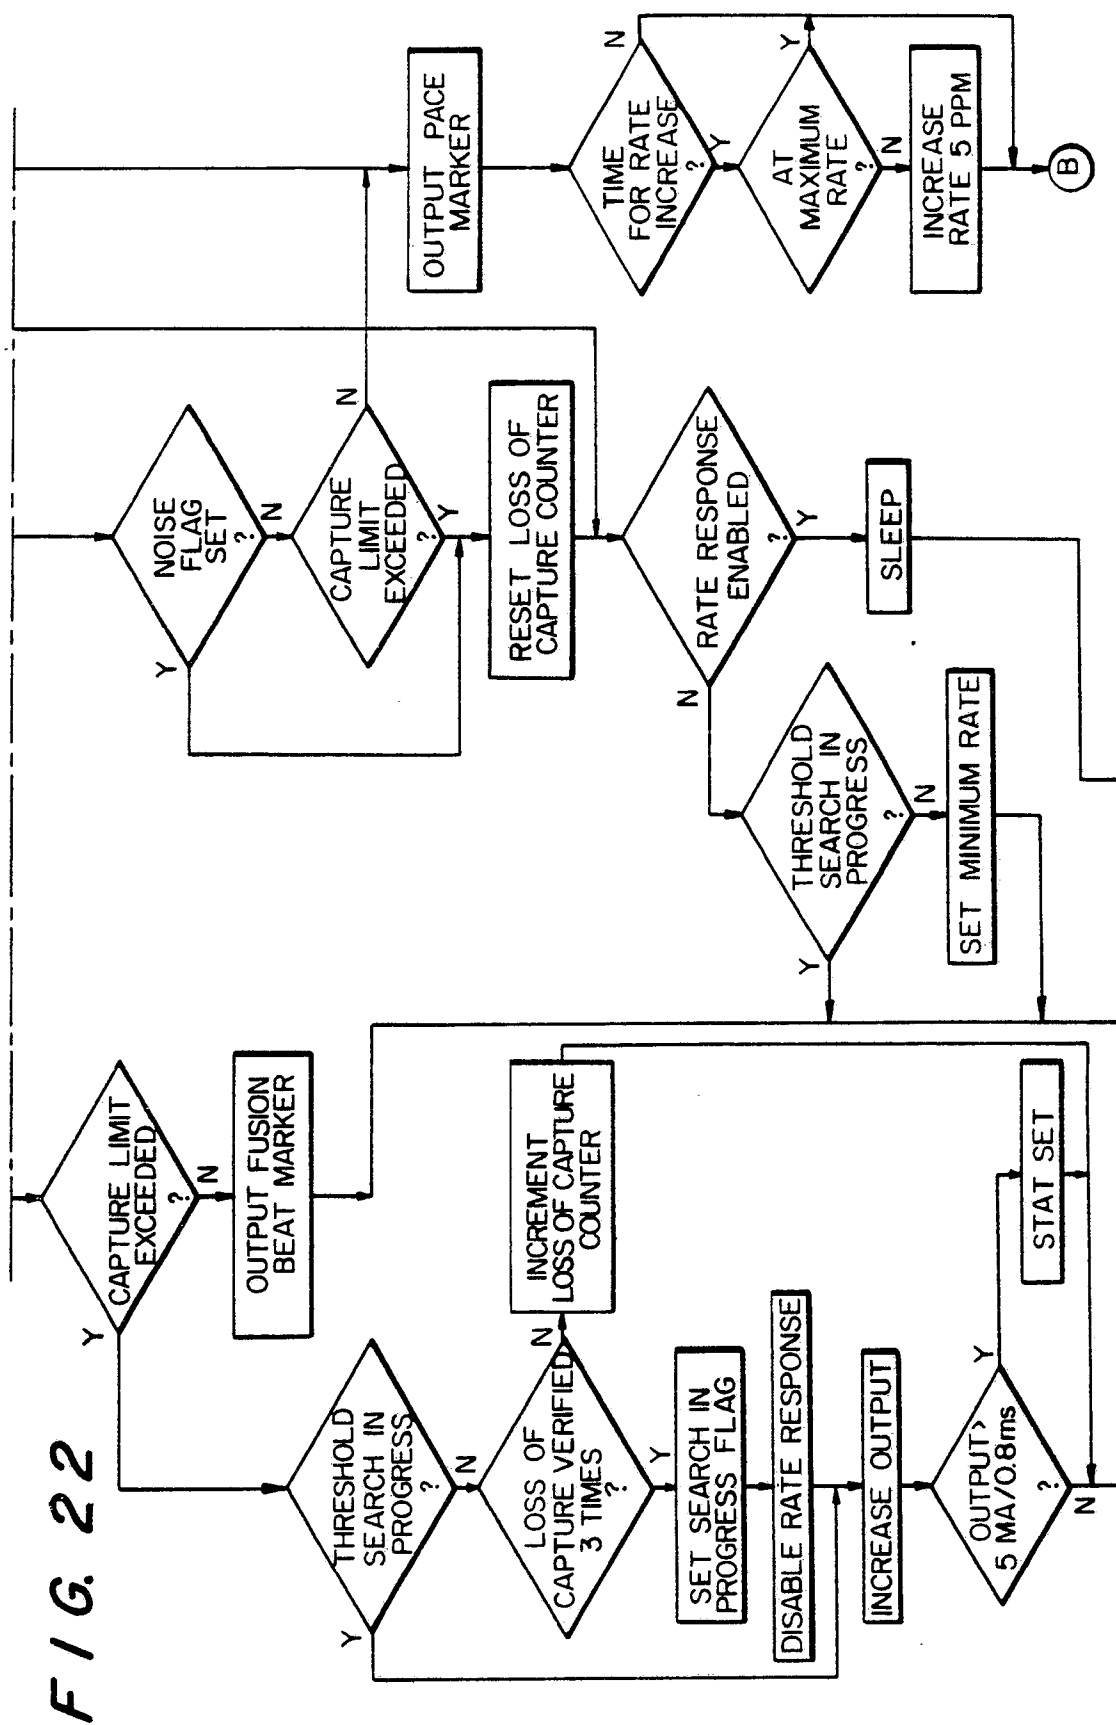 FIG. 22
CAPTURE LIMIT
EXCEEDED
?
Y
N
OUTPUT FUSION
BEAT MARKER
THRESHOLD
SEARCH IN
PROGRESS
?
Y
N
LOSS OF
CAPTURE VERIFIED
3 TIMES
?
N
Y
INCREMENT
LOSS OF CAPTURE
COUNTER
SET SEARCH IN
PROGRESS FLAG
DISABLE RATE RESPONSE
INCREASE OUTPUT
OUTPUT>
5 MA/0.8ms
?
Y
N
STAT SET
NOISE
FLAG
SET
?
Y
N
CAPTURE
LIMIT
EXCEEDED
?
N
Y
RESET LOSS OF
CAPTURE COUNTER
RATE RESPONSE
ENABLED
?
N
Y
SLEEP
THRESHOLD
SEARCH IN
PROGRESS
?
Y
N
SET MINIMUM RATE
OUTPUT PACE
MARKER
TIME
FOR RATE
INCREASE
?
N
Y
AT
MAXIMUM
RATE
?
Y
N
INCREASE
RATE 5 PPM
B